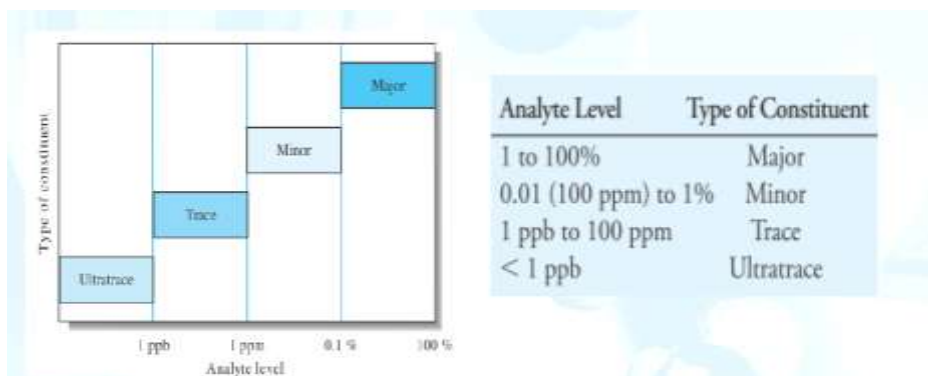 Type of constituent
Major
Minor
Trace
Ultratrace
1 ppb 1 ppm 0.1 % 100 %
Analyte level
Analyte Level Type of Constituent
1 to 100% Major
0.01 (100 ppm) to 1% Minor
1 ppb to 100 ppm Trace
< 1 ppb Ultratrace